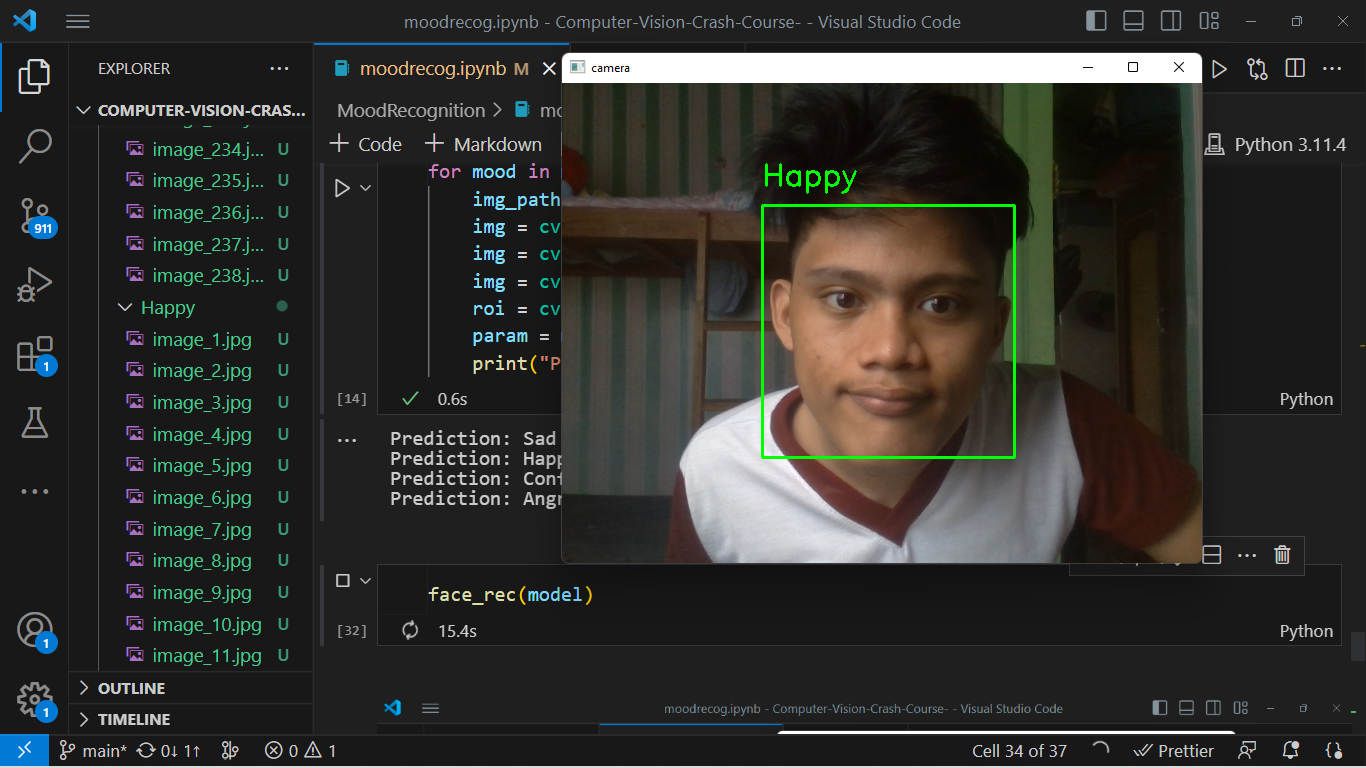 moodrecog.ipynb - Computer-Vision-Crash-Course- - Visual Studio Code
EXPLORER
COMPUTER-VISION-CRAS...
image_234.j... U
image_235.j... U
image_236.j... U
image_237.j... U
image_238.j... U
Happy
image_1.jpg U
image_2.jpg U
image_3.jpg U
image_4.jpg U
image_5.jpg U
image_6.jpg U
image_7.jpg U
image_8.jpg U
image_9.jpg U
image_10.jpg U
image_11.jpg U
OUTLINE
TIMELINE
911
1
1
1
moodrecog.ipynb M
MoodRecognition > mo
+ Code + Markdown
Python 3.11.4
for mood in
img_path
img = cv
img = cv
img = cv
roi = cv
param =
print("P
[14] 0.6s Python
Prediction: Sad
Prediction: Happ
Prediction: Conf
Prediction: Angr
camera
Happy
face_rec(model)
[32] 15.4s Python
moodrecog.ipynb - Computer-Vision-Crash-Course- - Visual Studio Code
main* 0↓ 1↑ 0 1 Cell 34 of 37 Prettier